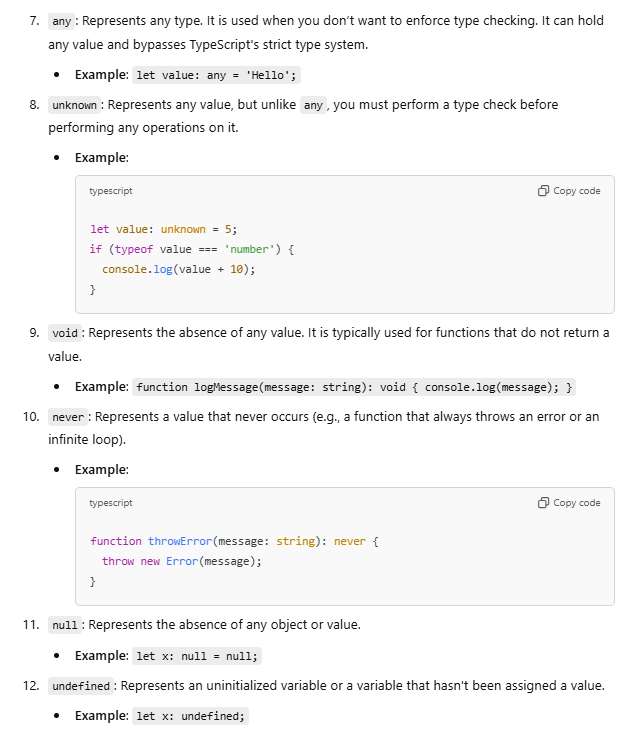 7. any : Represents any type. It is used when you don't want to enforce type checking. It can hold
any value and bypasses TypeScript's strict type system.
• Example: let value: any = 'Hello';
8. unknown : Represents any value, but unlike any , you must perform a type check before
performing any operations on it.
• Example:
typescript Copy code
let value: unknown = 5;
if (typeof value === 'number') {
  console.log(value + 10);
}
9. void : Represents the absence of any value. It is typically used for functions that do not return a
value.
• Example: function logMessage(message: string): void { console.log(message); }
10. never : Represents a value that never occurs (e.g., a function that always throws an error or an
infinite loop).
• Example:
typescript Copy code
function throwError(message: string): never {
  throw new Error(message);
}
11. null : Represents the absence of any object or value.
• Example: let x: null = null;
12. undefined : Represents an uninitialized variable or a variable that hasn't been assigned a value.
• Example: let x: undefined;